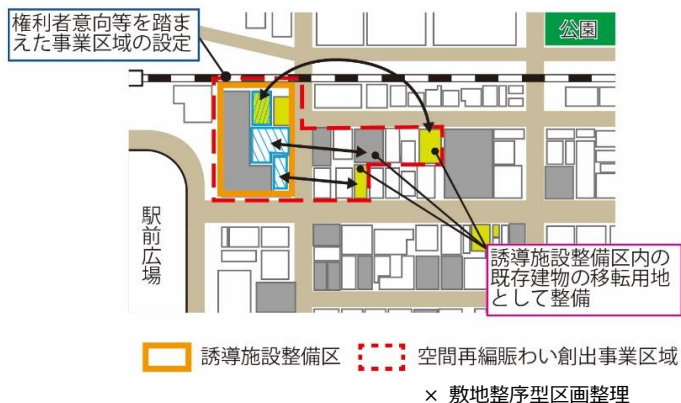 権利者意向等を踏ま
えた事業区域の設定
公園
駅前広場
誘導施設整備区内の
既存建物の移転用地
として整備
誘導施設整備区
空間再編賑わい創出事業区域
× 敷地整序型区画整理